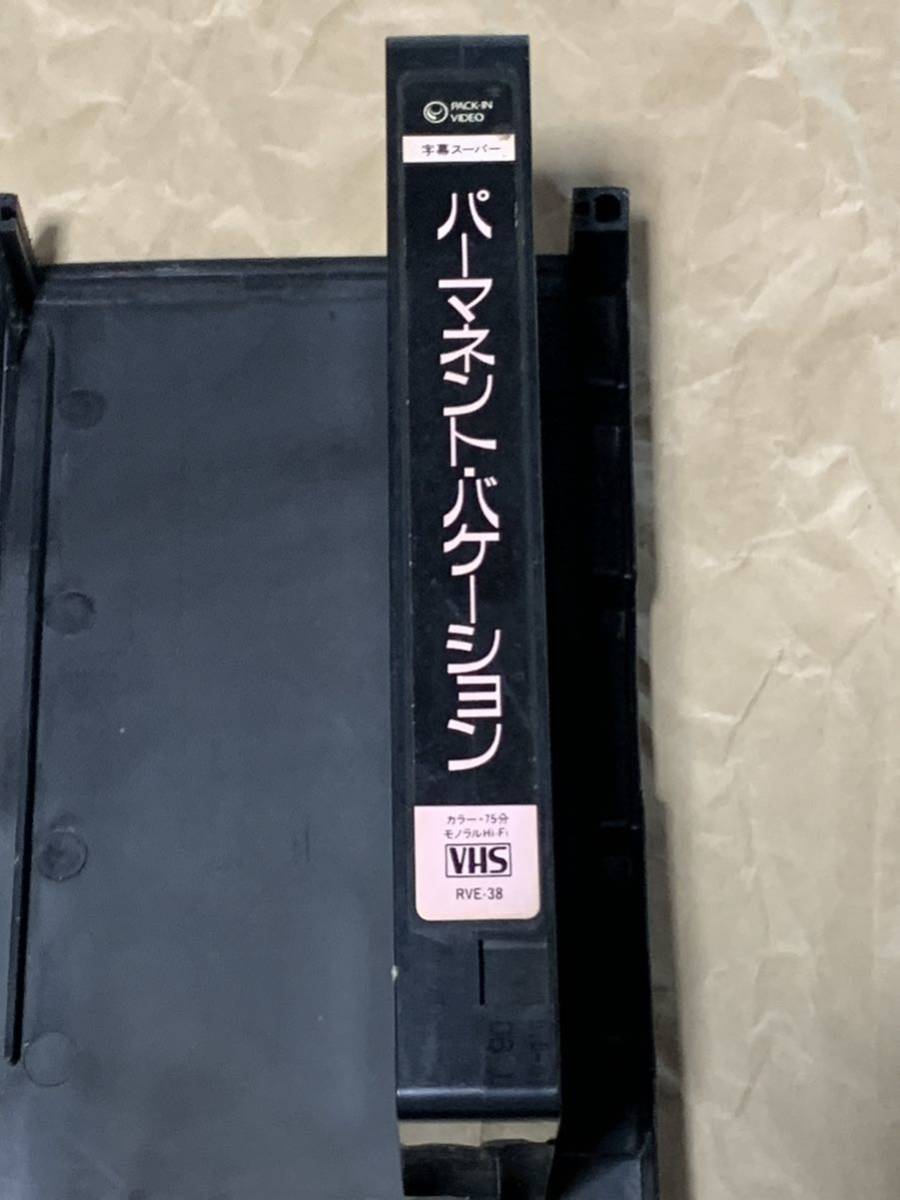 PACK-IN
VIDEO
字幕スーパー
パーマネント・バケーション
カラー・75分
モノラルHi-Fi
VHS
RVE-38